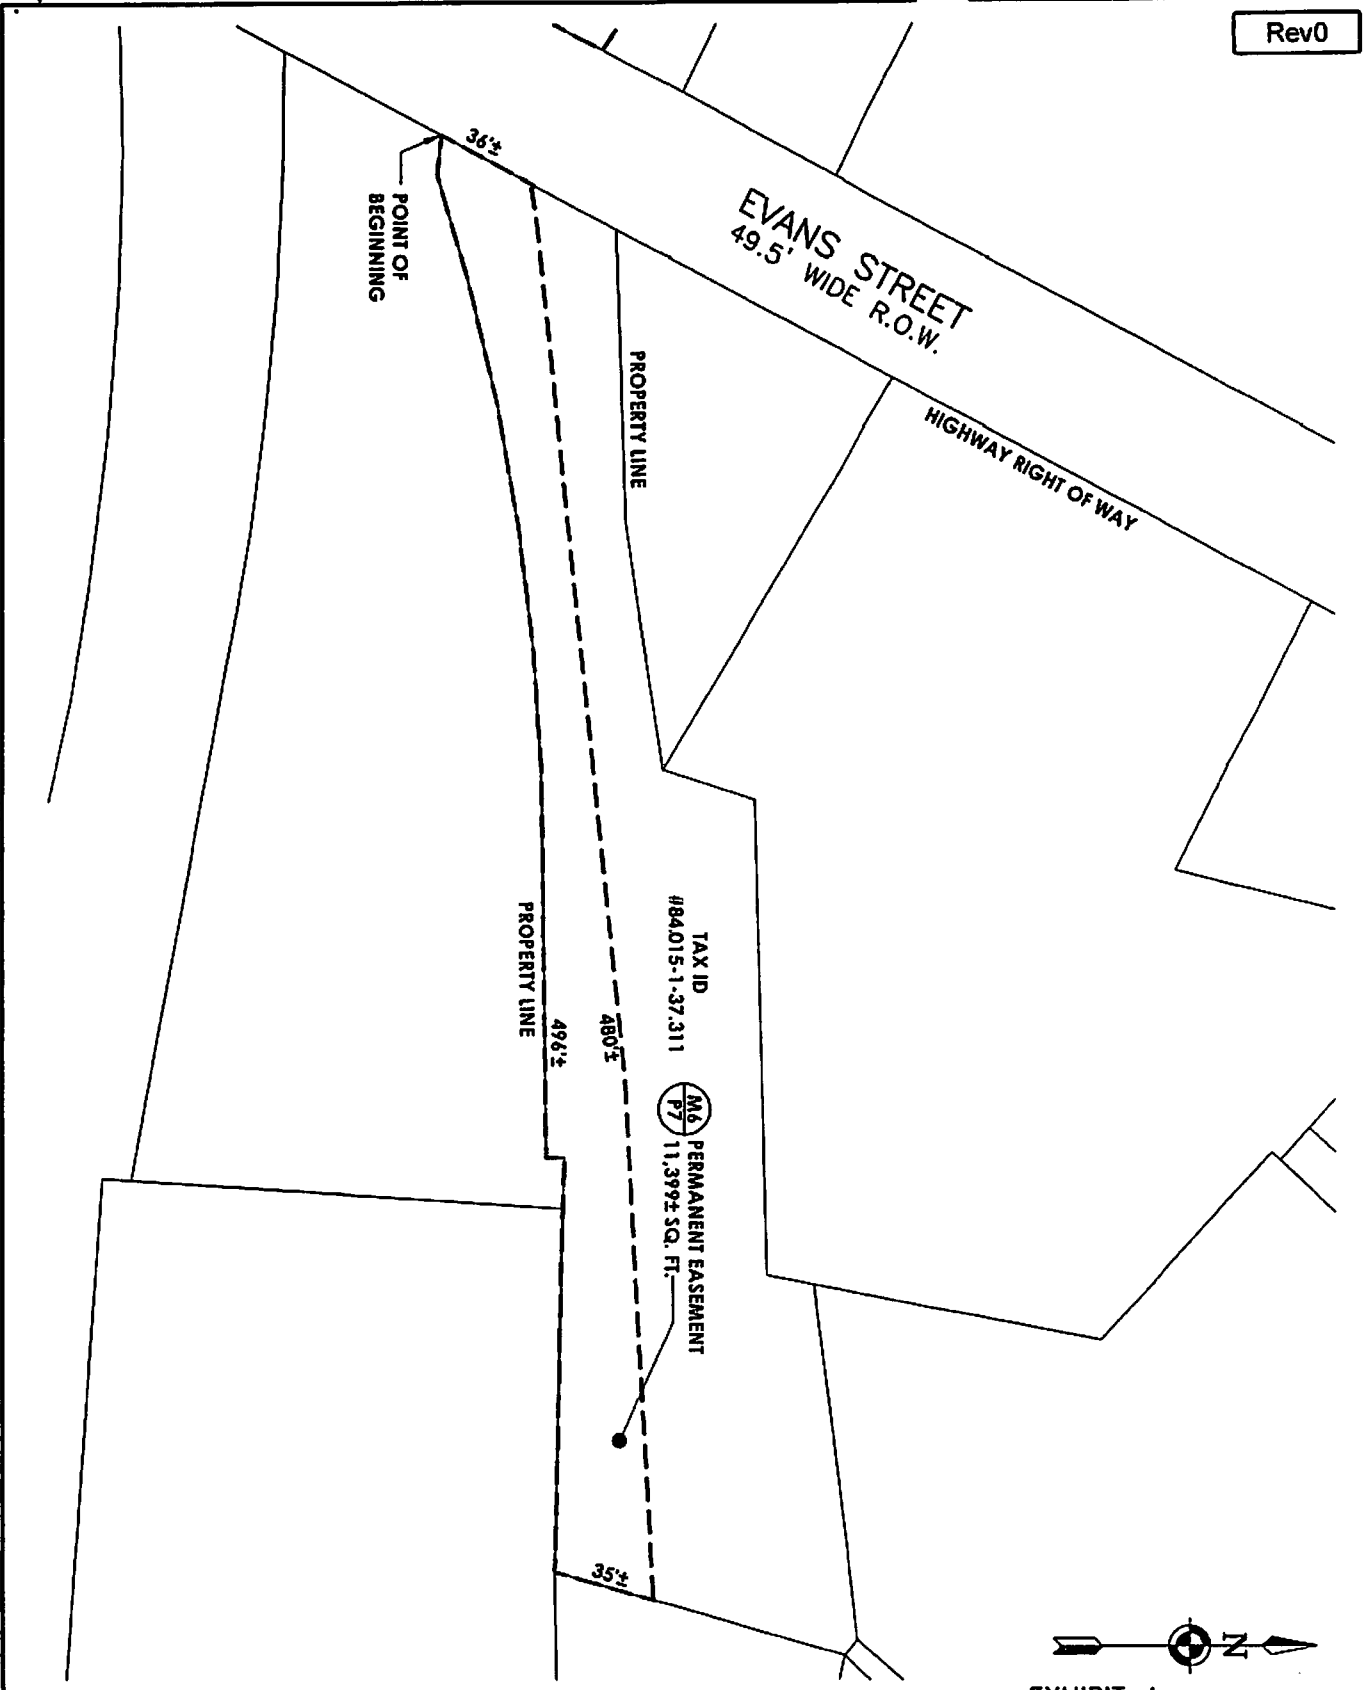 Rev0
36'±
POINT OF
BEGINNING
EVANS STREET
49.5' WIDE R.O.W.
HIGHWAY RIGHT OF WAY
PROPERTY LINE
TAX ID
#84.015-1-37.311
PROPERTY LINE
496'±
480'±
M6
P7
PERMANENT EASEMENT
11,399± SQ. FT.
35'±
N